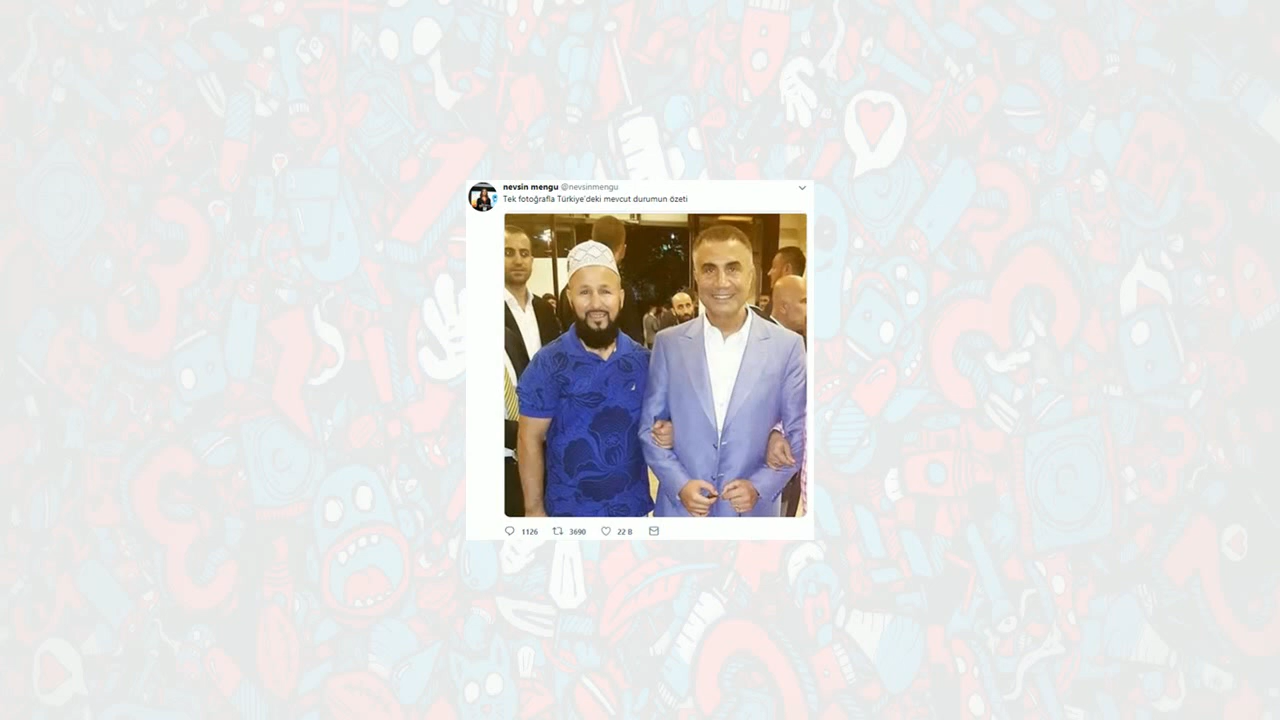 nevsin mengu @nevsinmengu
Tek fotoğrafla Türkiye'deki mevcut durumun özeti
1126 3690 22 B